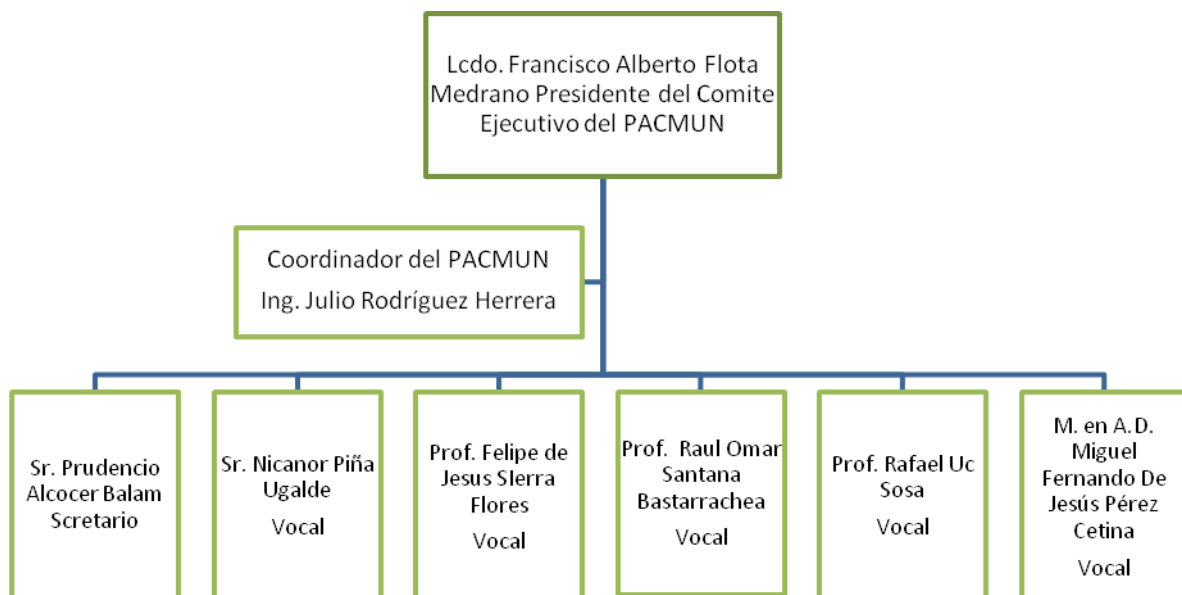 Lcdo. Francisco Alberto Flota
Medrano Presidente del Comite
Ejecutivo del PACMUN
Coordinador del PACMUN
Ing. Julio Rodríguez Herrera
Sr. Prudencio
Alcocer Balam
Scretario
Sr. Nicanor Piña
Ugalde
Vocal
Prof. Felipe de
Jesus SIerra
Flores
Vocal
Prof. Raul Omar
Santana
Bastarrachea
Vocal
Prof. Rafael Uc
Sosa
Vocal
M. en A.D.
Miguel
Fernando De
Jesús Pérez
Cetina
Vocal